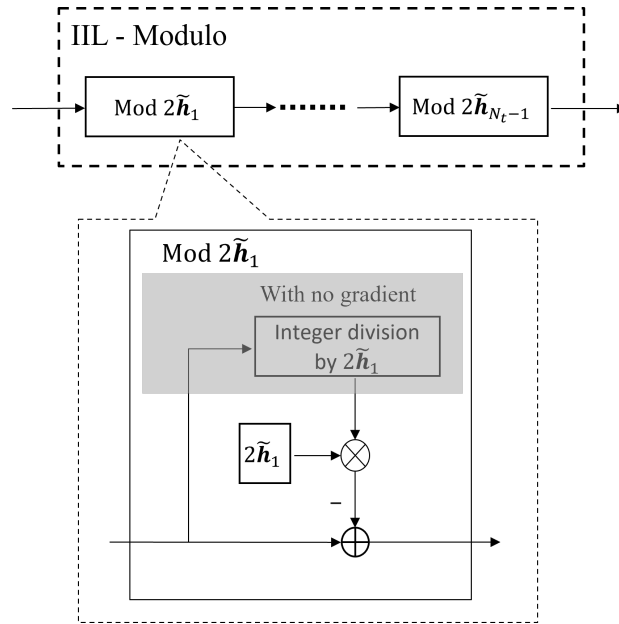 IIL - Modulo
Mod 2h̃₁
Mod 2h̃_{Nₜ₋₁}
Mod 2h̃₁
With no gradient
Integer division
by 2h̃₁
2h̃₁
−